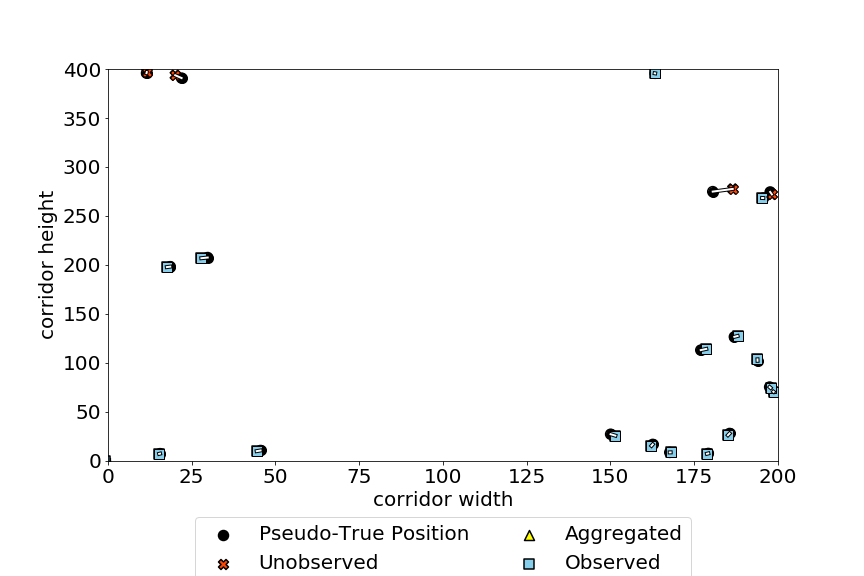 400
350
300
250
200
150
100
50
0
corridor height
0 25 50 75 100 125 150 175 200
corridor width
Pseudo-True Position Aggregated
Unobserved Observed